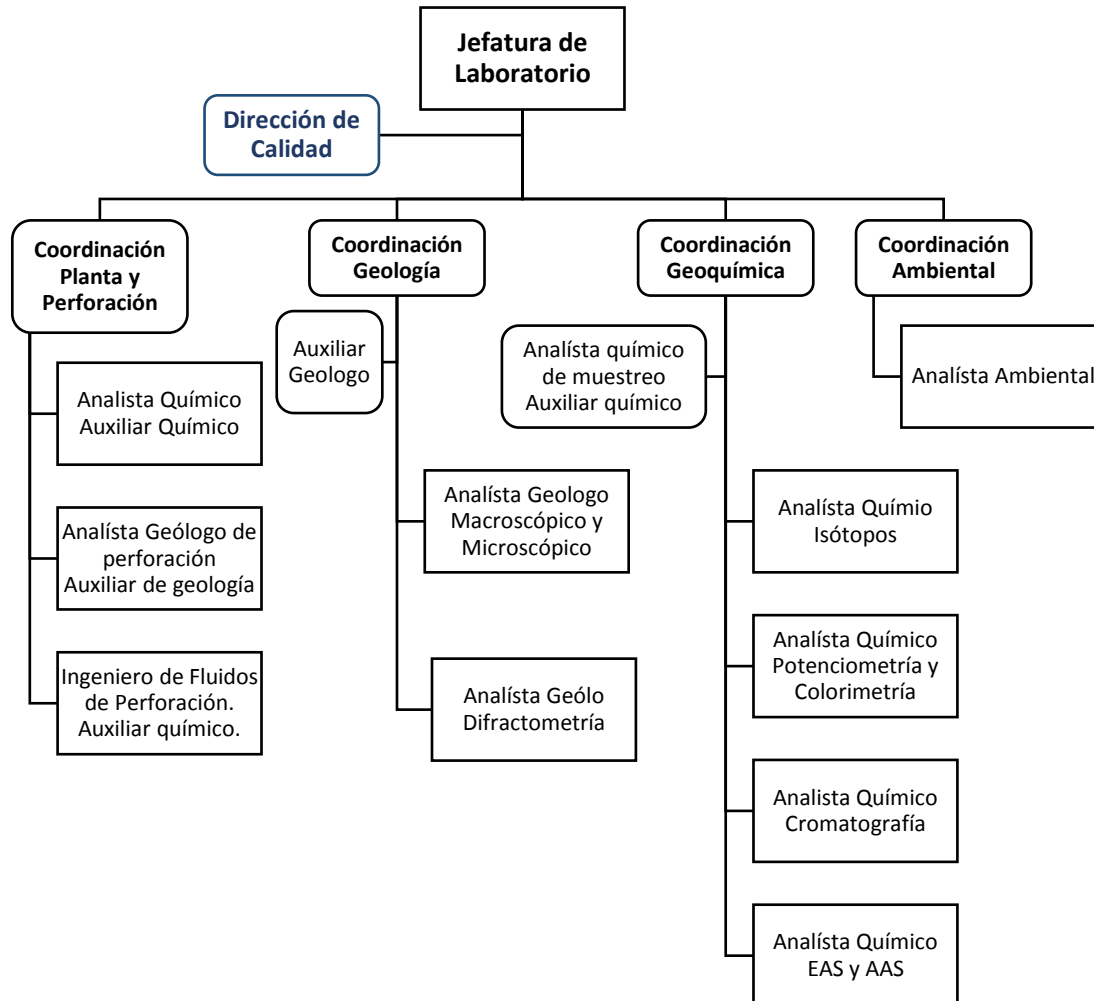 Jefatura de
Laboratorio
Dirección de
Calidad
Coordinación
Planta y
Perforación
Coordinación
Geología
Coordinación
Geoquímica
Coordinación
Ambiental
Analista Químico
Auxiliar Químico
Analísta Geólogo de
perforación
Auxiliar de geología
Ingeniero de Fluidos
de Perforación.
Auxiliar químico.
Auxiliar
Geologo
Analísta Geologo
Macroscópico y
Microscópico
Analísta Geólo
Difractometría
Analísta químico
de muestreo
Auxiliar químico
Analísta Químio
Isótopos
Analísta Químico
Potenciometría y
Colorimetría
Analista Químico
Cromatografía
Analísta Químico
EAS y AAS
Analísta Ambiental